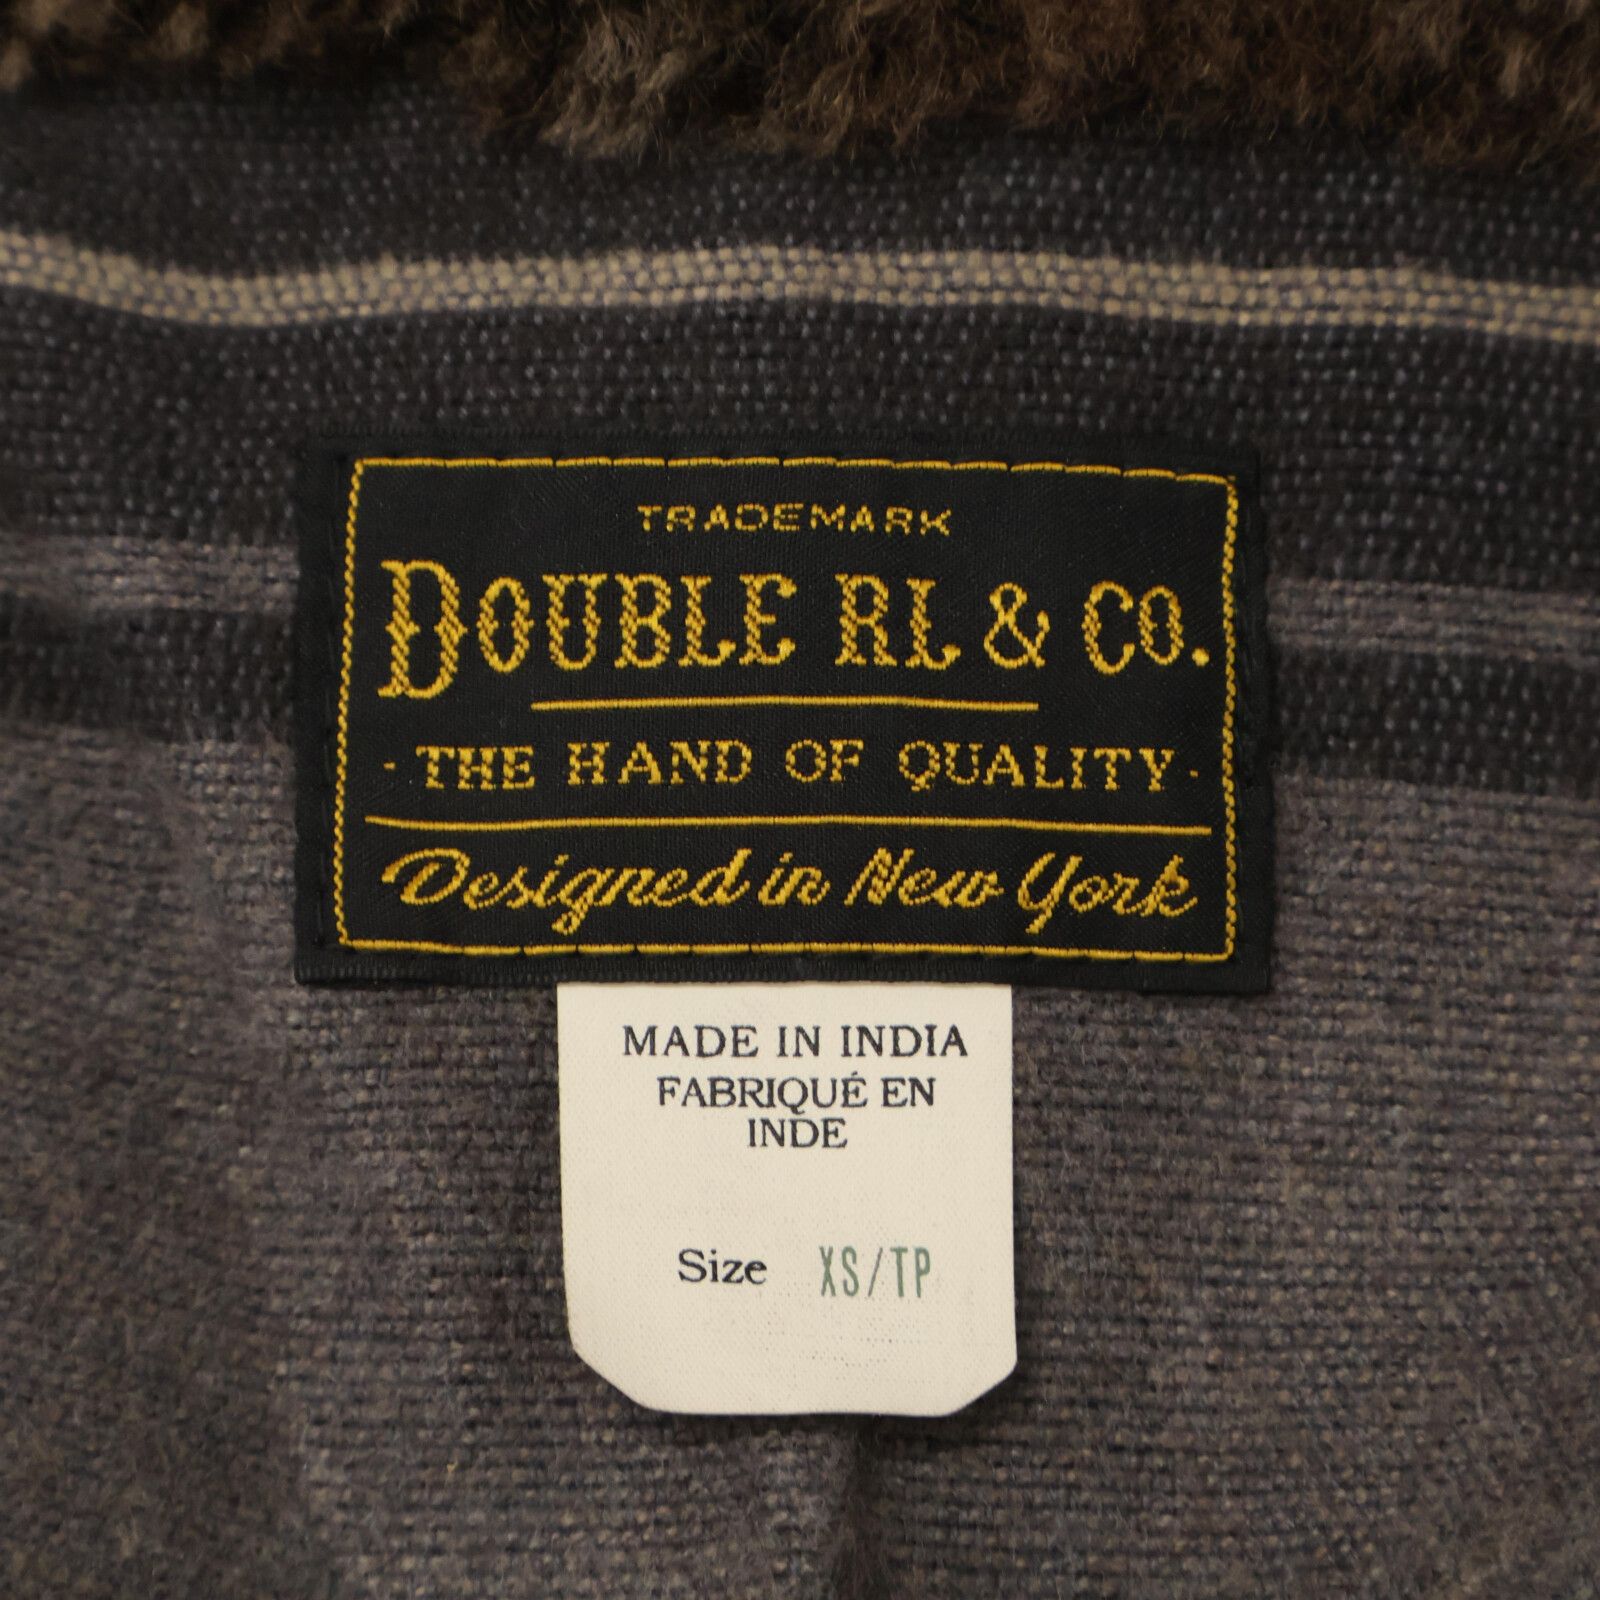 TRADEMARK
DOUBLE RL & CO.
· THE HAND OF QUALITY ·
Designed in New York
MADE IN INDIA
FABRIQUÉ EN
INDE
Size XS/TP